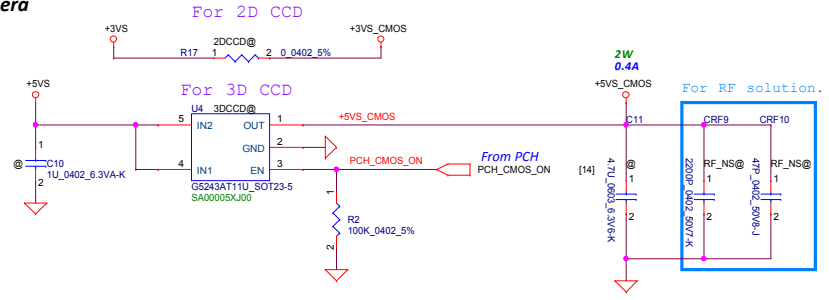 era
For 2D CCD
+3VS
+3VS_CMOS
2DCCD@
R17 1 2 0_0402_5%
2W
0.4A
+5VS
For 3D CCD
+5VS_CMOS
For RF solution.
U4 3DCCD@
5 IN2 OUT 1 +5VS_CMOS
C11
CRF9
CRF10
GND 2
4 IN1 EN 3 PCH_CMOS_ON
From PCH
PCH_CMOS_ON [14]
@ 1 C10 2
1U_0402_6.3VA-K
G5243AT11U_SOT23-5
SA00005XJ00
1 R2 2
100K_0402_5%
@ 1 2
4.7U_0603_6.3V6-K
RF_NS@ 1 2
2200P_0402_50V7-K
RF_NS@ 1 2
47P_0402_50V8-J